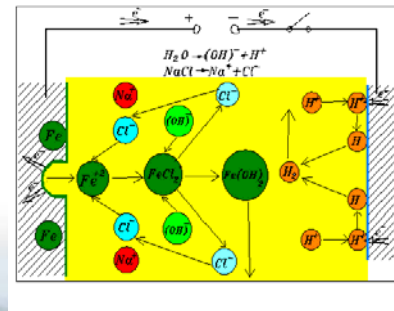 e⁻ + − e⁻
H₂O→(OH)⁻+H⁺
NaCl→Na⁺+Cl⁻
Na⁺ Cl⁻ H⁺ H⁺ e⁻
Fe Cl⁻ (OH)⁻ H
e⁻
Fe⁺² FeCl₂ Fe(OH)₂ H₂
e⁻
Cl⁻ (OH)⁻ H
Fe Na⁺ Cl⁻ H⁺ H⁺ e⁻